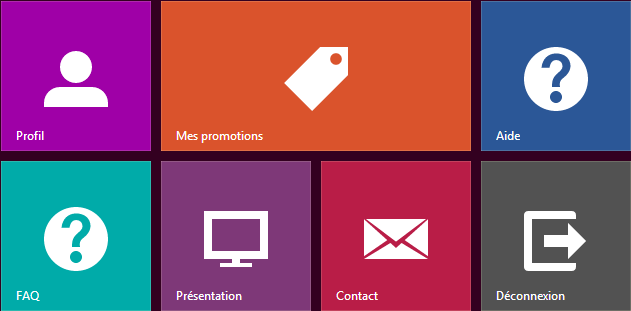 Profil
Mes promotions
Aide
FAQ
Présentation
Contact
Déconnexion